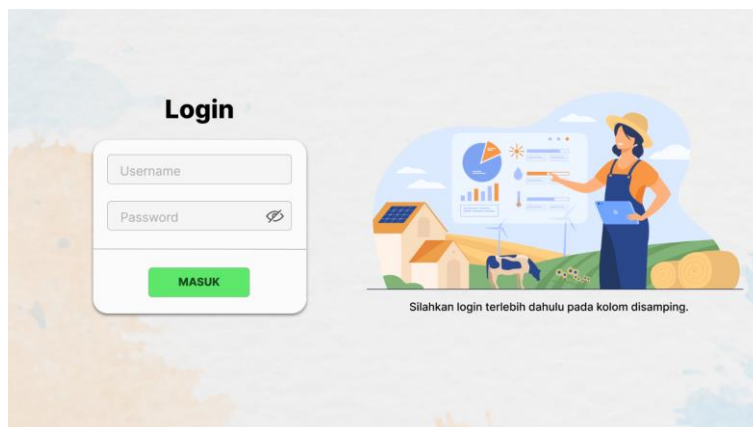 Login
Username
Password
MASUK
Silahkan login terlebih dahulu pada kolom disamping.